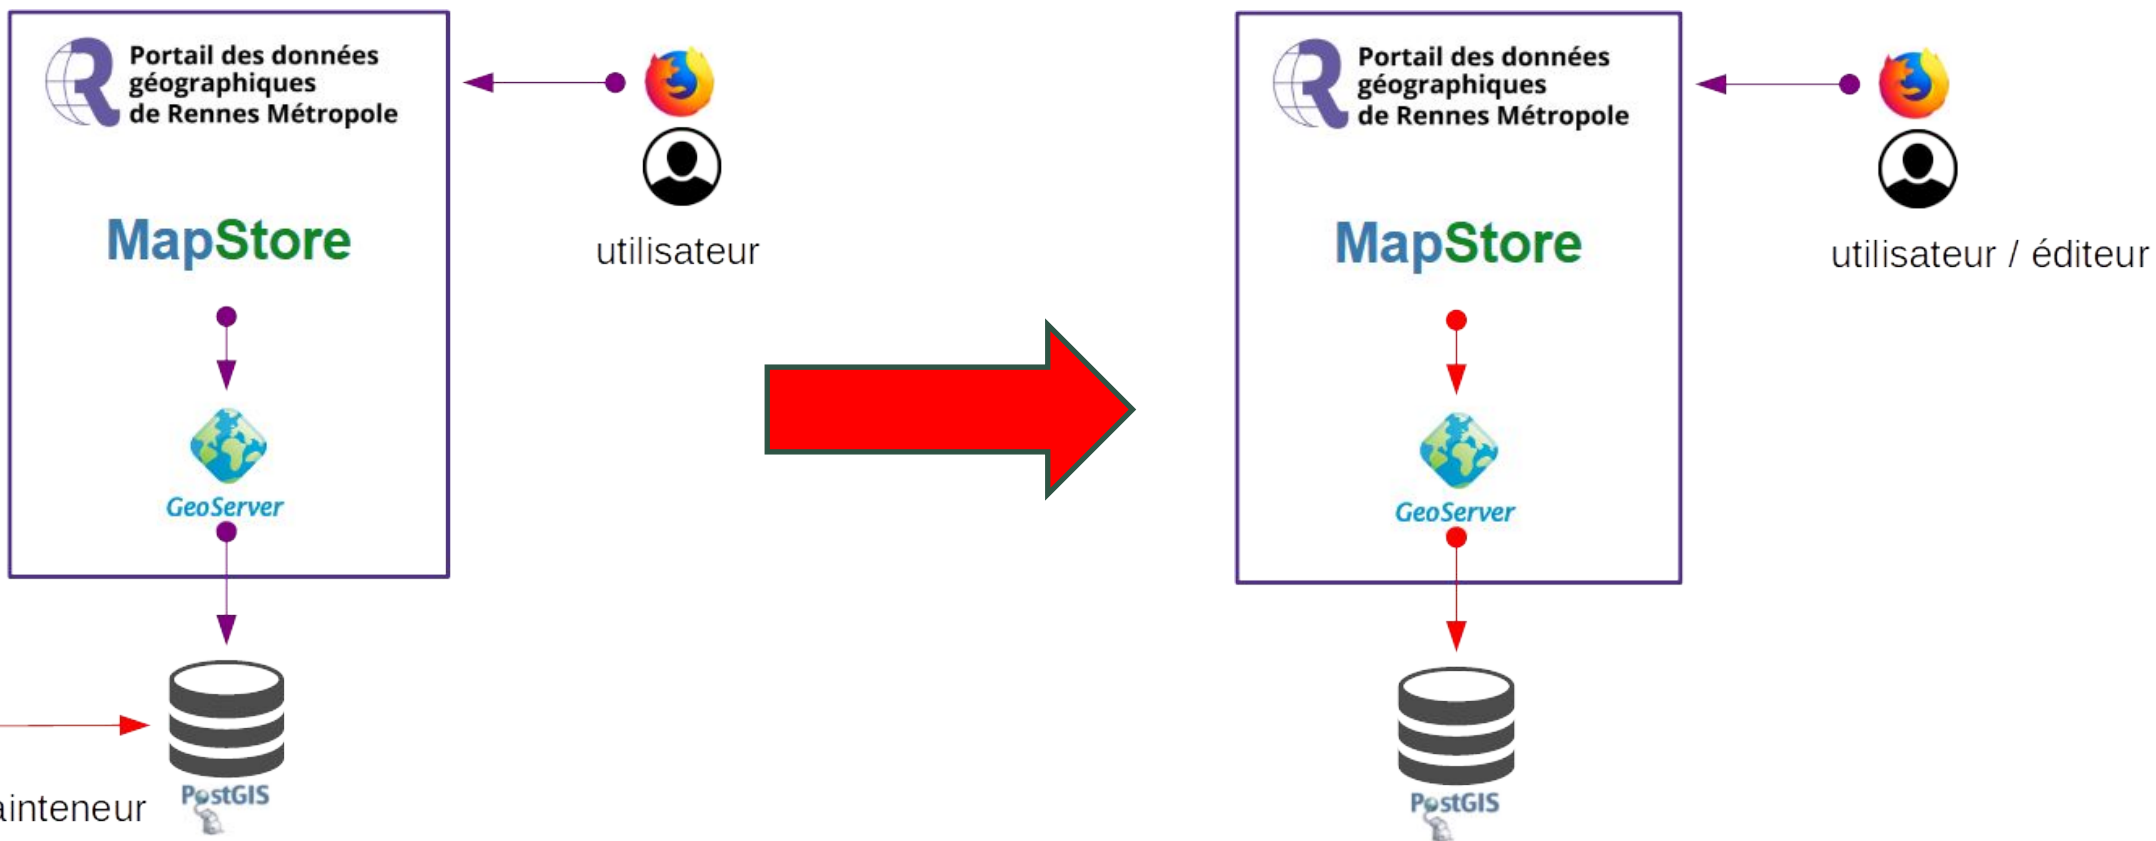 Portail des données
géographiques
de Rennes Métropole
MapStore
GeoServer
PostGIS
ainteneur
utilisateur
Portail des données
géographiques
de Rennes Métropole
MapStore
GeoServer
PostGIS
utilisateur / éditeur